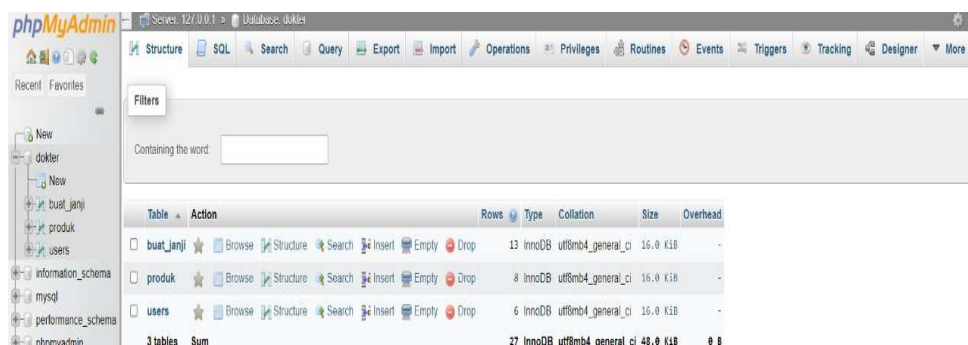 phpMyAdmin
Server: 127.0.0.1 » Database: dokter
Structure SQL Search Query Export Import Operations Privileges Routines Events Triggers Tracking Designer More
Recent Favorites
New
dokter
New
buat_janji
produk
users
information_schema
mysql
performance_schema
phpmyadmin
Filters
Containing the word:
Table Action Rows Type Collation Size Overhead
buat_janji Browse Structure Search Insert Empty Drop 13 InnoDB utf8mb4_general_ci 16.0 KiB -
produk Browse Structure Search Insert Empty Drop 8 InnoDB utf8mb4_general_ci 16.0 KiB -
users Browse Structure Search Insert Empty Drop 6 InnoDB utf8mb4_general_ci 16.0 KiB -
3 tables Sum 27 InnoDB utf8mb4_general_ci 48.0 KiB 0 B